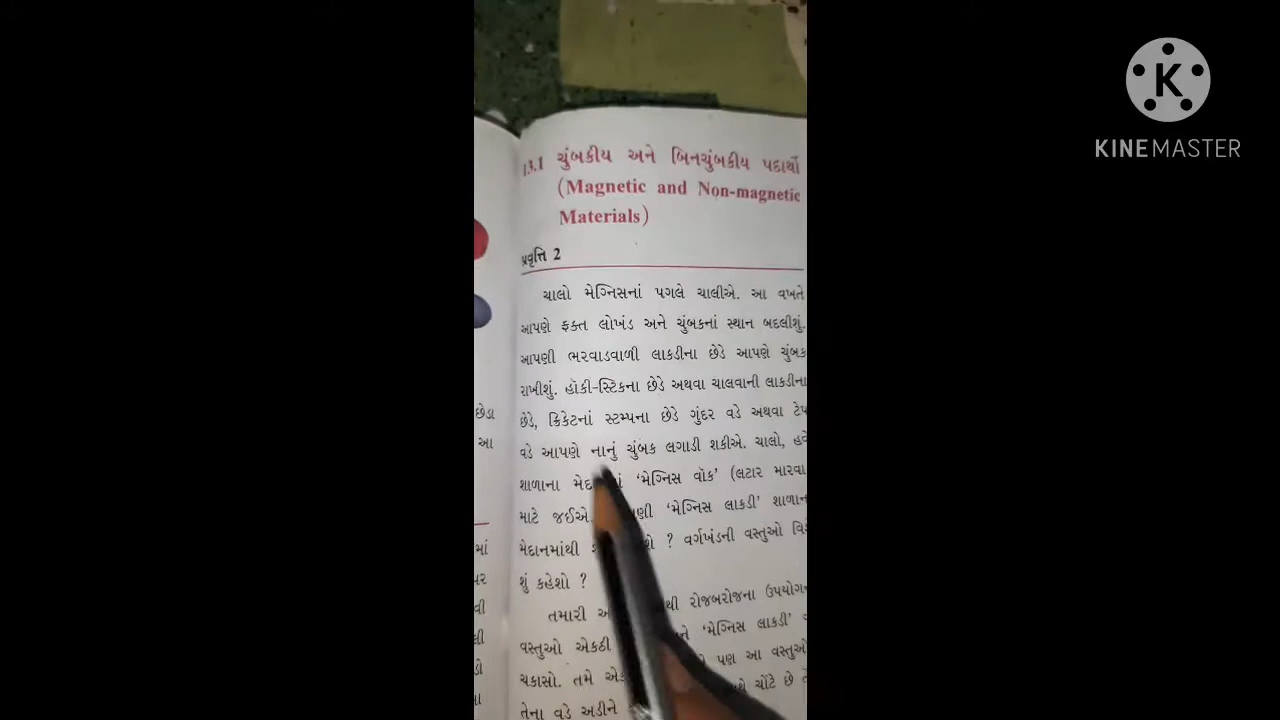 13.1 ચુંબકીય અને બિનચુંબકીય પદાર્થો
(Magnetic and Non-magnetic
Materials)
પ્રવૃત્તિ 2
ચાલો મેગ્નિસનાં પગલે ચાલીએ. આ વખતે
આપણે ફક્ત લોખંડ અને ચુંબકનાં સ્થાન બદલીશું.
આપણી ભરવાડવાળી લાકડીના છેડે આપણે ચુંબક
રાખીશું. હૉકી-સ્ટિકના છેડે અથવા ચાલવાની લાકડીના
છેડે, ક્રિકેટનાં સ્ટમ્પના છેડે ગુંદર વડે અથવા ટેપ
વડે આપણે નાનું ચુંબક લગાડી શકીએ. ચાલો, હવે
શાળાના 'મેગ્નિસ વૉક' (લટાર મારવા
માટે જઈએ. 'મેગ્નિસ લાકડી' શાળાના
મેદાનમાંથી ? વર્ગખંડની વસ્તુઓ
શું કહેશો ?
તમારી રોજબરોજના
વસ્તુઓ એકઠી 'મેગ્નિસ લાકડી'
ચકાસો. તમે પણ આ
તેના વડે અડીને ચોંટે છે
છેડા
આ
KINEMASTER